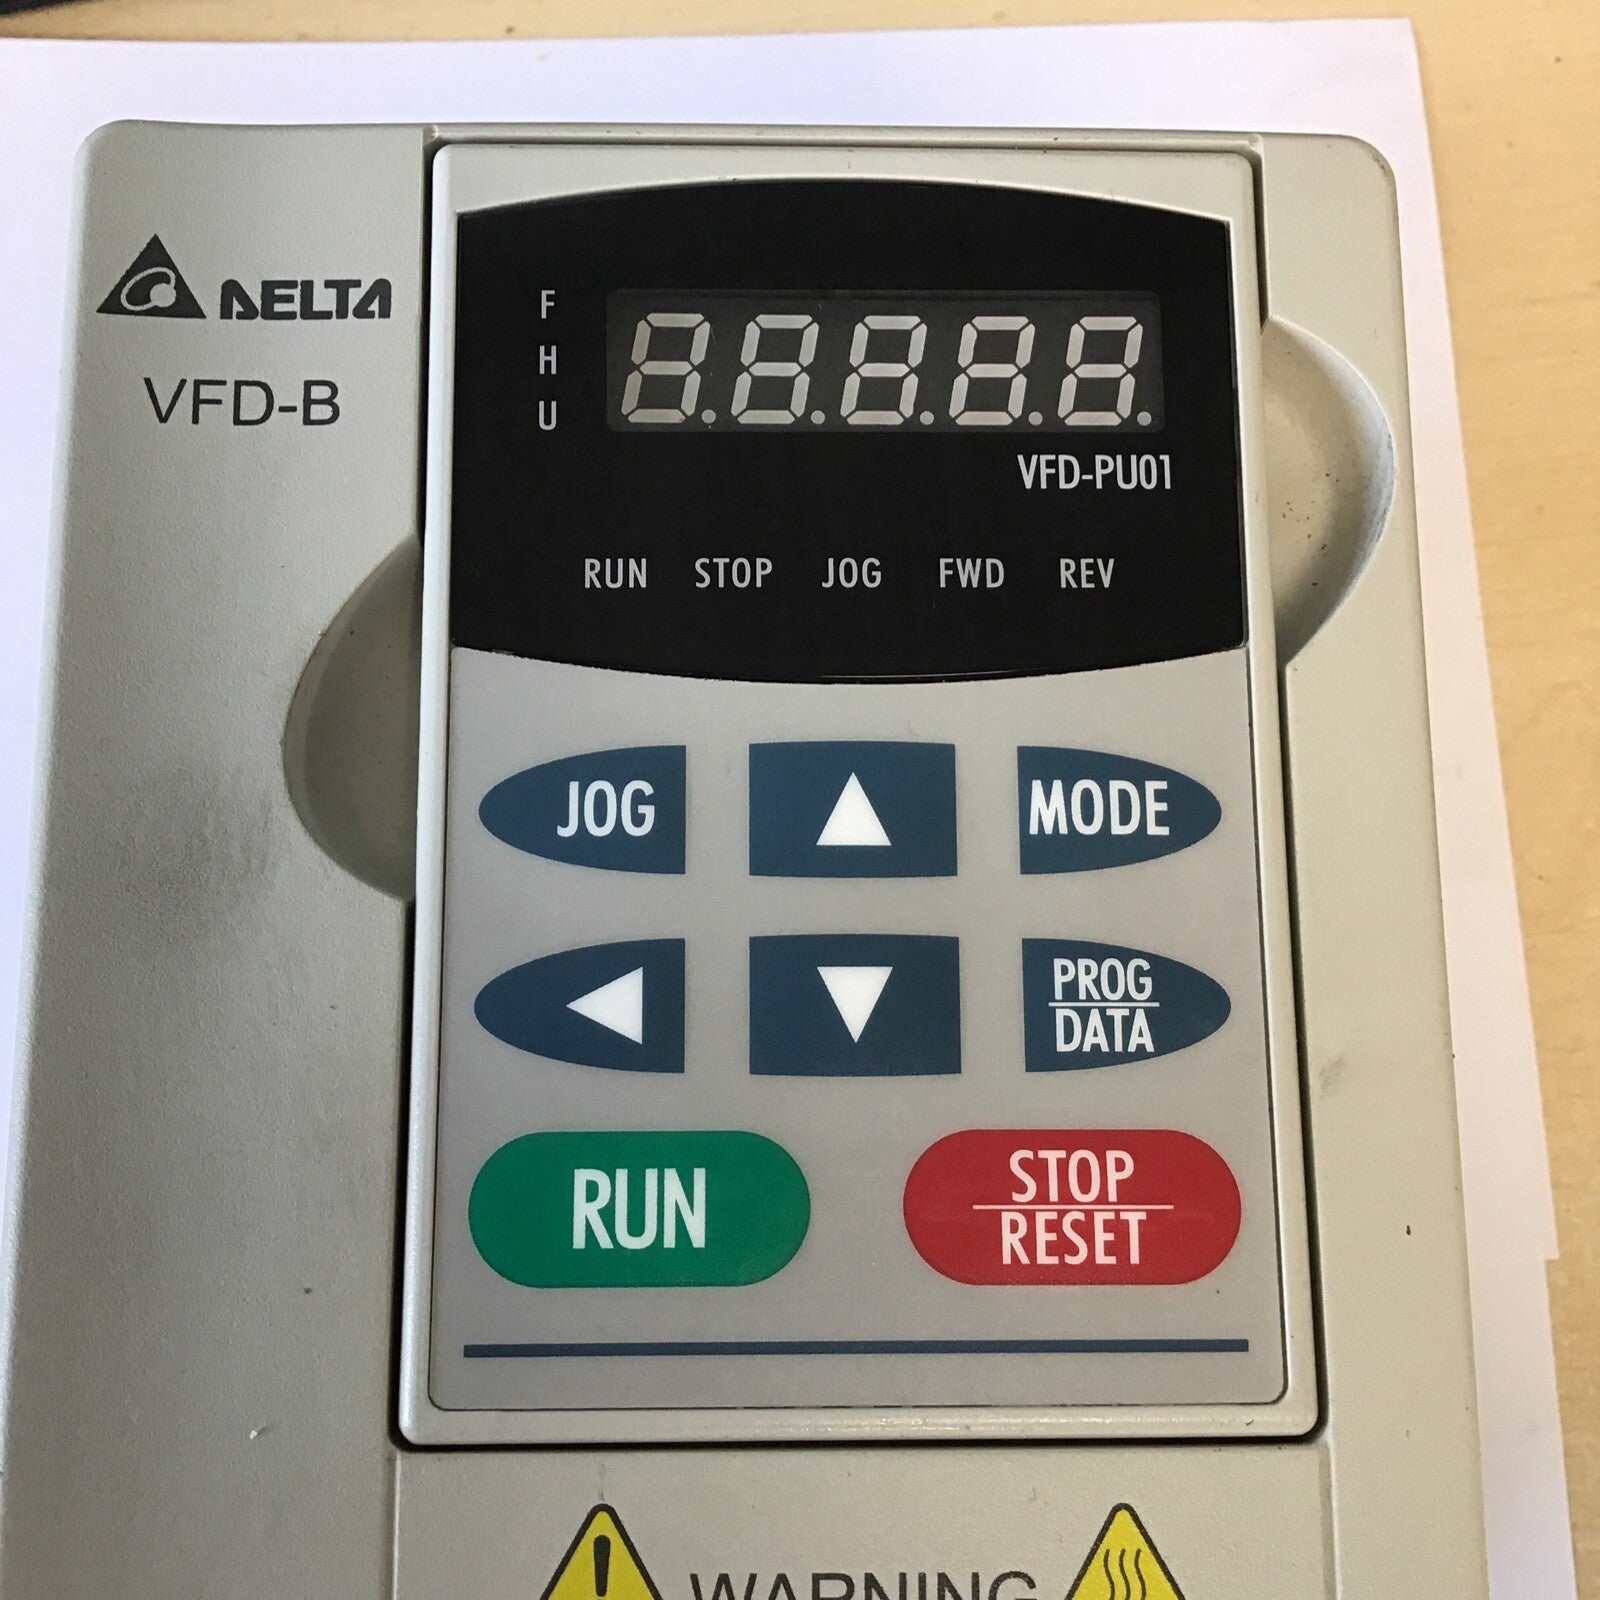 DELTA
VFD-B
F
H
U
VFD-PU01
RUN STOP JOG FWD REV
JOG MODE
PROG
DATA
RUN
STOP
RESET
WARNING